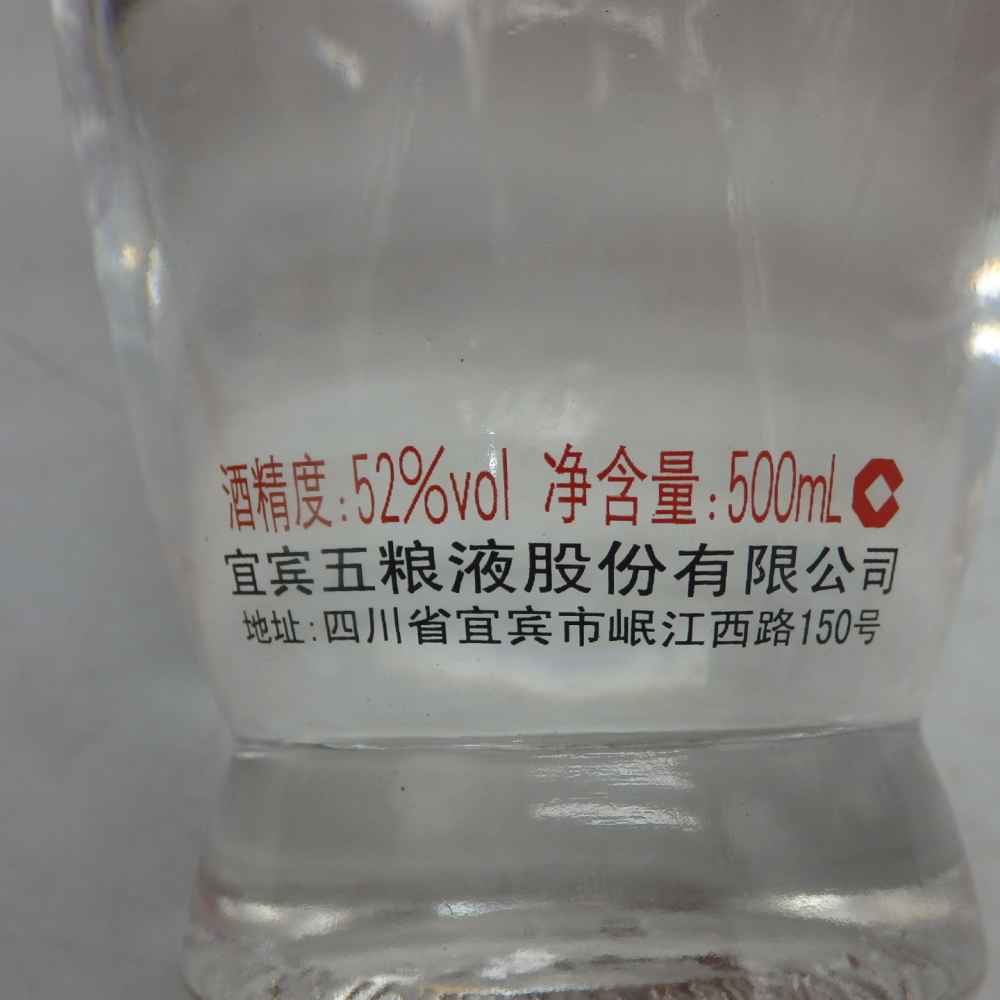 酒精度:52%vol 净含量:500mL
宜宾五粮液股份有限公司
地址:四川省宜宾市岷江西路150号